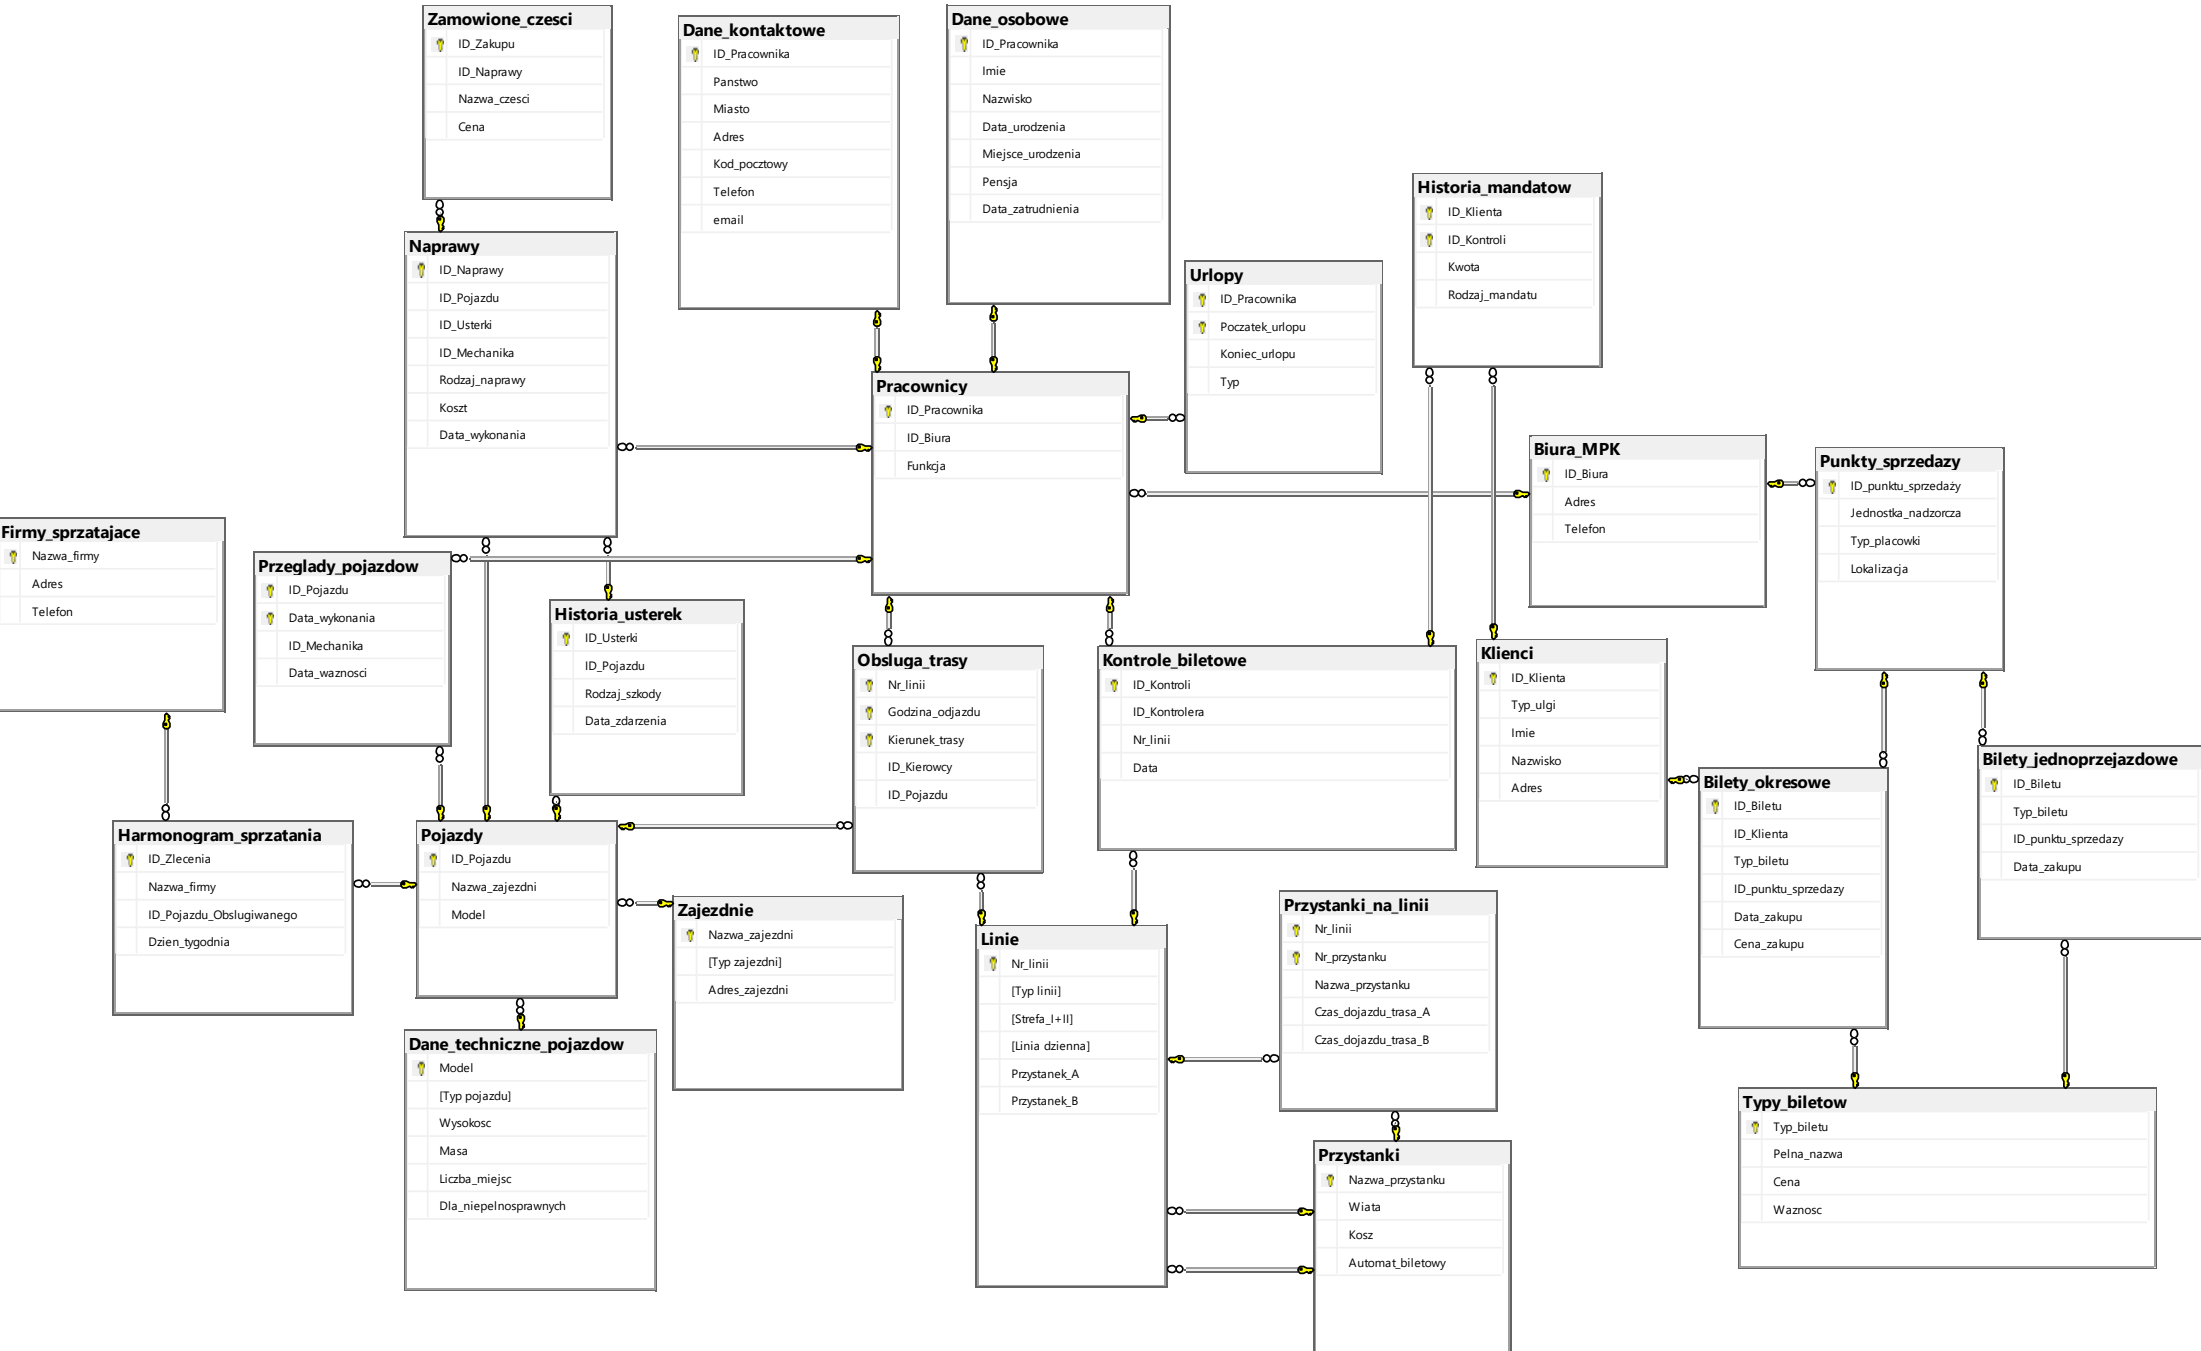 Zamowione_czesci
ID_Zakupu
ID_Naprawy
Nazwa_czesci
Cena
Dane_kontaktowe
ID_Pracownika
Panstwo
Miasto
Adres
Kod_pocztowy
Telefon
email
Dane_osobowe
ID_Pracownika
Imie
Nazwisko
Data_urodzenia
Miejsce_urodzenia
Pensja
Data_zatrudnienia
Historia_mandatow
ID_Klienta
ID_Kontroli
Kwota
Rodzaj_mandatu
Naprawy
ID_Naprawy
ID_Pojazdu
ID_Usterki
ID_Mechanika
Rodzaj_naprawy
Koszt
Data_wykonania
Urlopy
ID_Pracownika
Poczatek_urlopu
Koniec_urlopu
Typ
Pracownicy
ID_Pracownika
ID_Biura
Funkcja
Biura_MPK
ID_Biura
Adres
Telefon
Punkty_sprzedazy
ID_punktu_sprzedaży
Jednostka_nadzorcza
Typ_placowki
Lokalizacja
Firmy_sprzatajace
Nazwa_firmy
Adres
Telefon
Przeglady_pojazdow
ID_Pojazdu
Data_wykonania
ID_Mechanika
Data_waznosci
Historia_usterek
ID_Usterki
ID_Pojazdu
Rodzaj_szkody
Data_zdarzenia
Obsluga_trasy
Nr_linii
Godzina_odjazdu
Kierunek_trasy
ID_Kierowcy
ID_Pojazdu
Kontrole_biletowe
ID_Kontroli
ID_Kontrolera
Nr_linii
Data
Klienci
ID_Klienta
Typ_ulgi
Imie
Nazwisko
Adres
Bilety_okresowe
ID_Biletu
ID_Klienta
Typ_biletu
ID_punktu_sprzedazy
Data_zakupu
Cena_zakupu
Bilety_jednoprzejazdowe
ID_Biletu
Typ_biletu
ID_punktu_sprzedazy
Data_zakupu
Harmonogram_sprzatania
ID_Zlecenia
Nazwa_firmy
ID_Pojazdu_Obslugiwanego
Dzien_tygodnia
Pojazdy
ID_Pojazdu
Nazwa_zajezdni
Model
Zajezdnie
Nazwa_zajezdni
[Typ zajezdni]
Adres_zajezdni
Linie
Nr_linii
[Typ linii]
[Strefa_I+II]
[Linia dzienna]
Przystanek_A
Przystanek_B
Przystanki_na_linii
Nr_linii
Nr_przystanku
Nazwa_przystanku
Czas_dojazdu_trasa_A
Czas_dojazdu_trasa_B
Dane_techniczne_pojazdow
Model
[Typ pojazdu]
Wysokosc
Masa
Liczba_miejsc
Dla_niepelnosprawnych
Przystanki
Nazwa_przystanku
Wiata
Kosz
Automat_biletowy
Typy_biletow
Typ_biletu
Pelna_nazwa
Cena
Waznosc